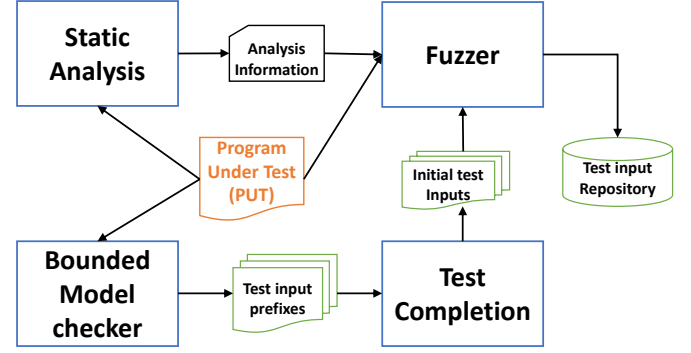 Static
Analysis
Analysis
Information
Fuzzer
Program
Under Test
(PUT)
Initial test
Inputs
Test input
Repository
Bounded
Model
checker
Test input
prefixes
Test
Completion